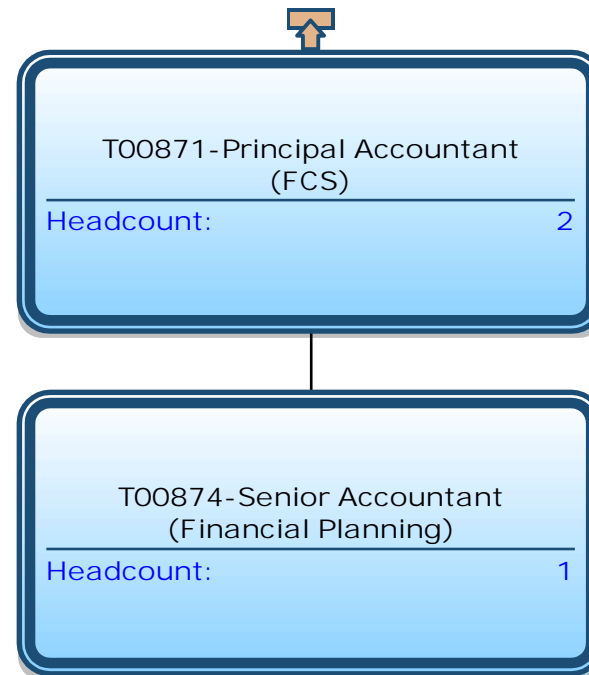 T00871-Principal Accountant
(FCS)
Headcount: 2
T00874-Senior Accountant
(Financial Planning)
Headcount: 1